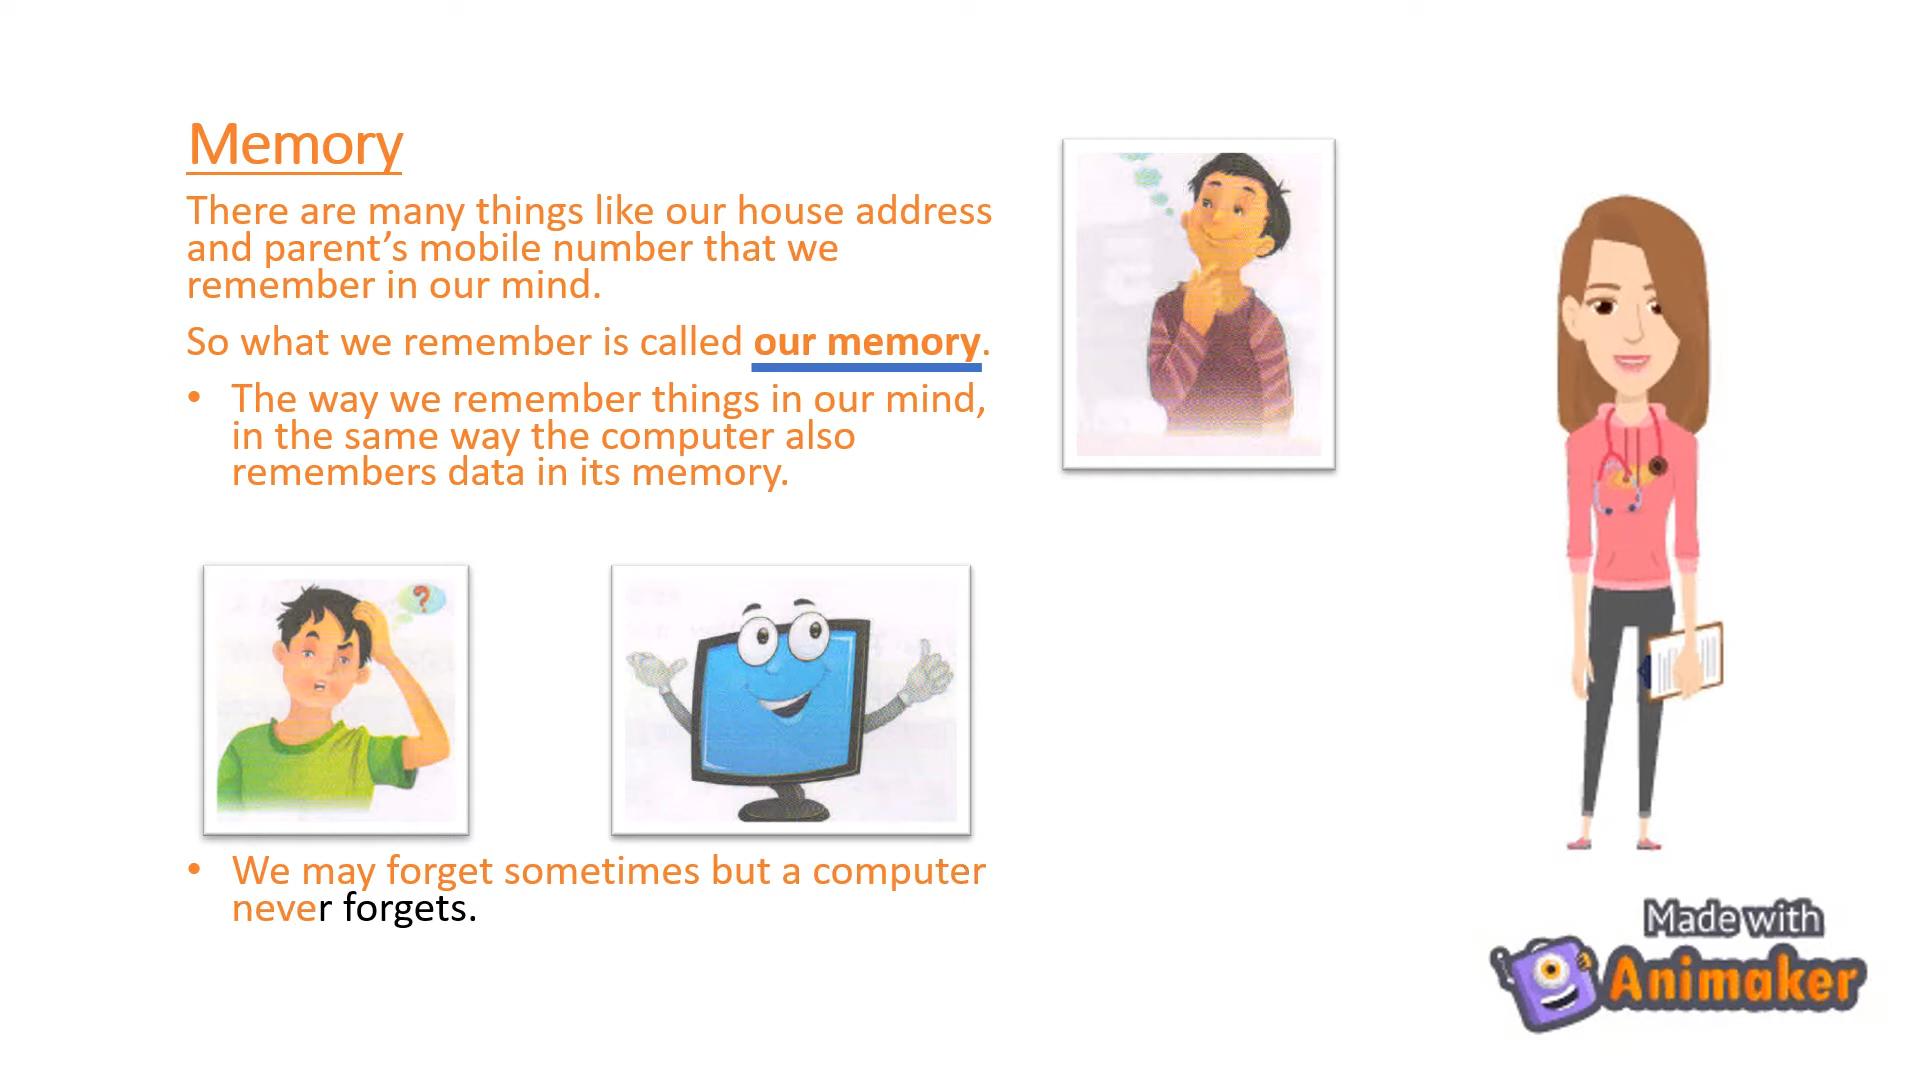 Memory
There are many things like our house address
and parent’s mobile number that we
remember in our mind.
So what we remember is called our memory.
• The way we remember things in our mind,
in the same way the computer also
remembers data in its memory.
?
• We may forget sometimes but a computer
never forgets.
Made with
Animaker